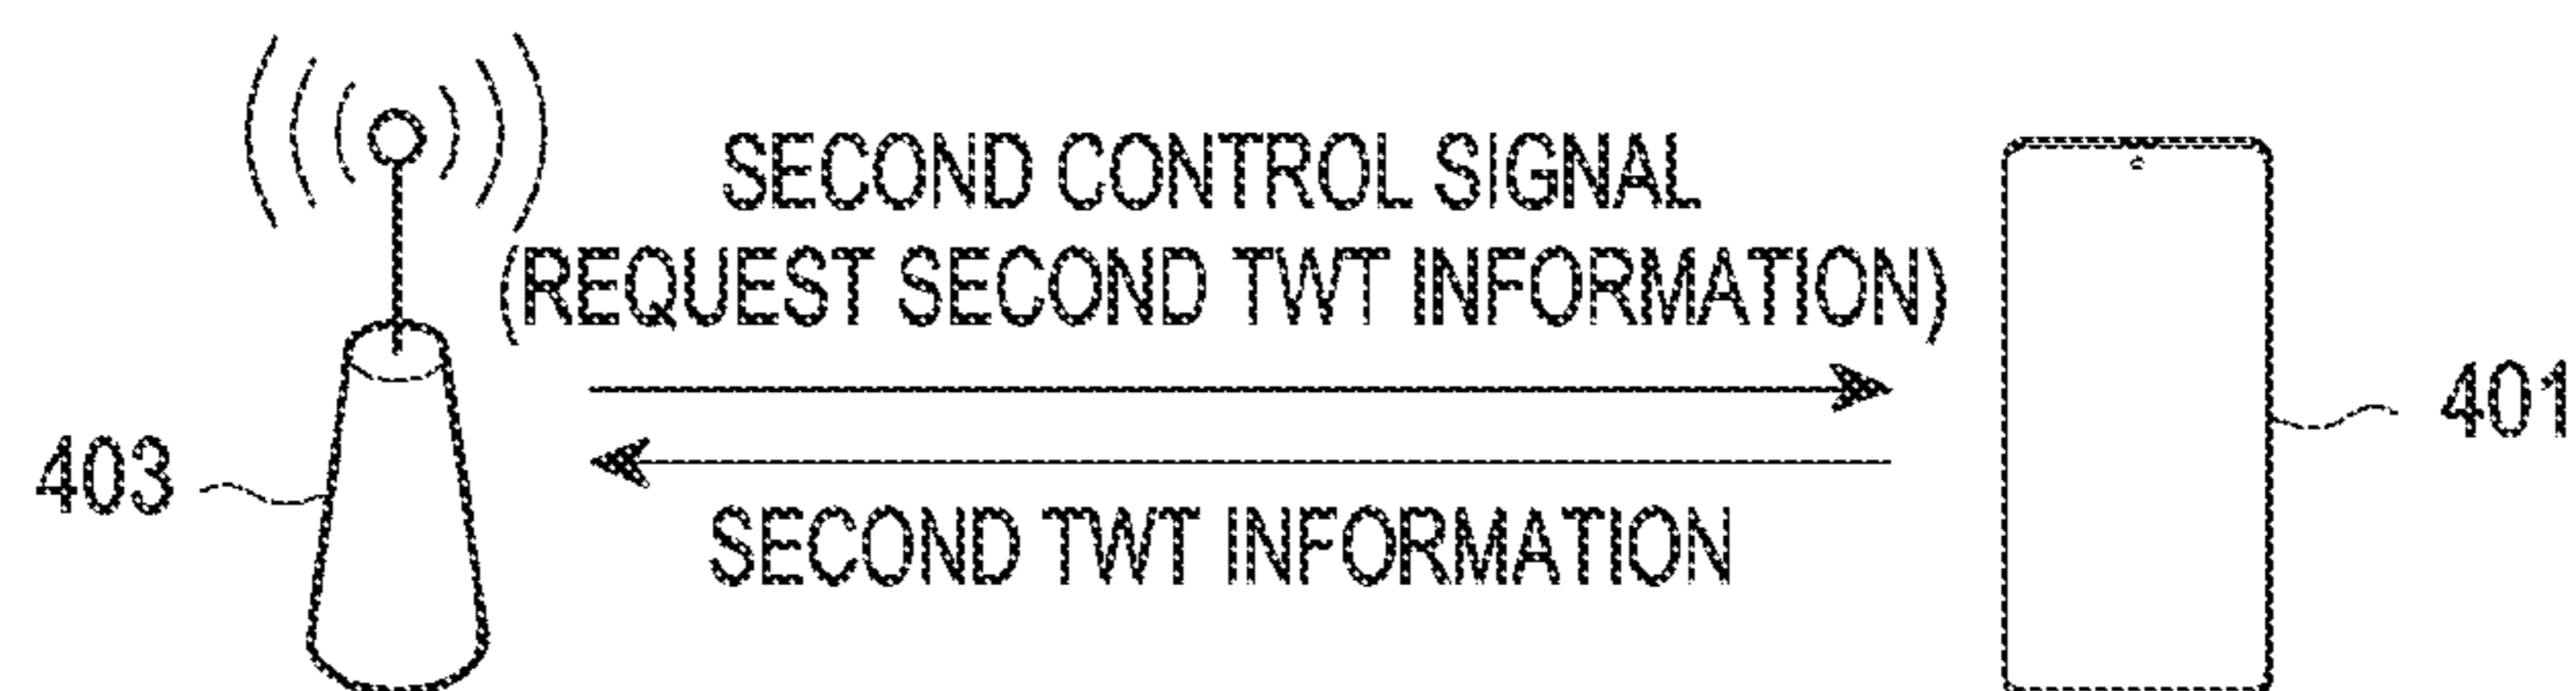 SECOND CONTROL SIGNAL
(REQUEST SECOND TWT INFORMATION)
401
403
SECOND TWT INFORMATION